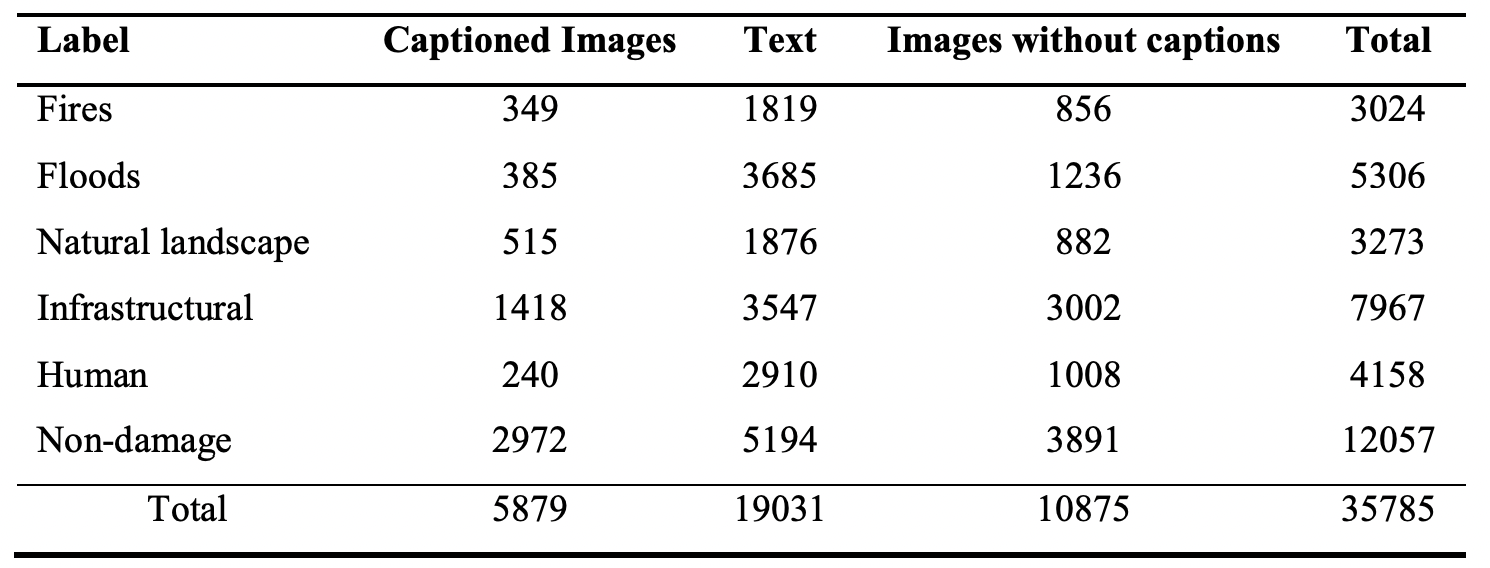 Label Captioned Images Text Images without captions Total
Fires 349 1819 856 3024
Floods 385 3685 1236 5306
Natural landscape 515 1876 882 3273
Infrastructural 1418 3547 3002 7967
Human 240 2910 1008 4158
Non-damage 2972 5194 3891 12057
Total 5879 19031 10875 35785